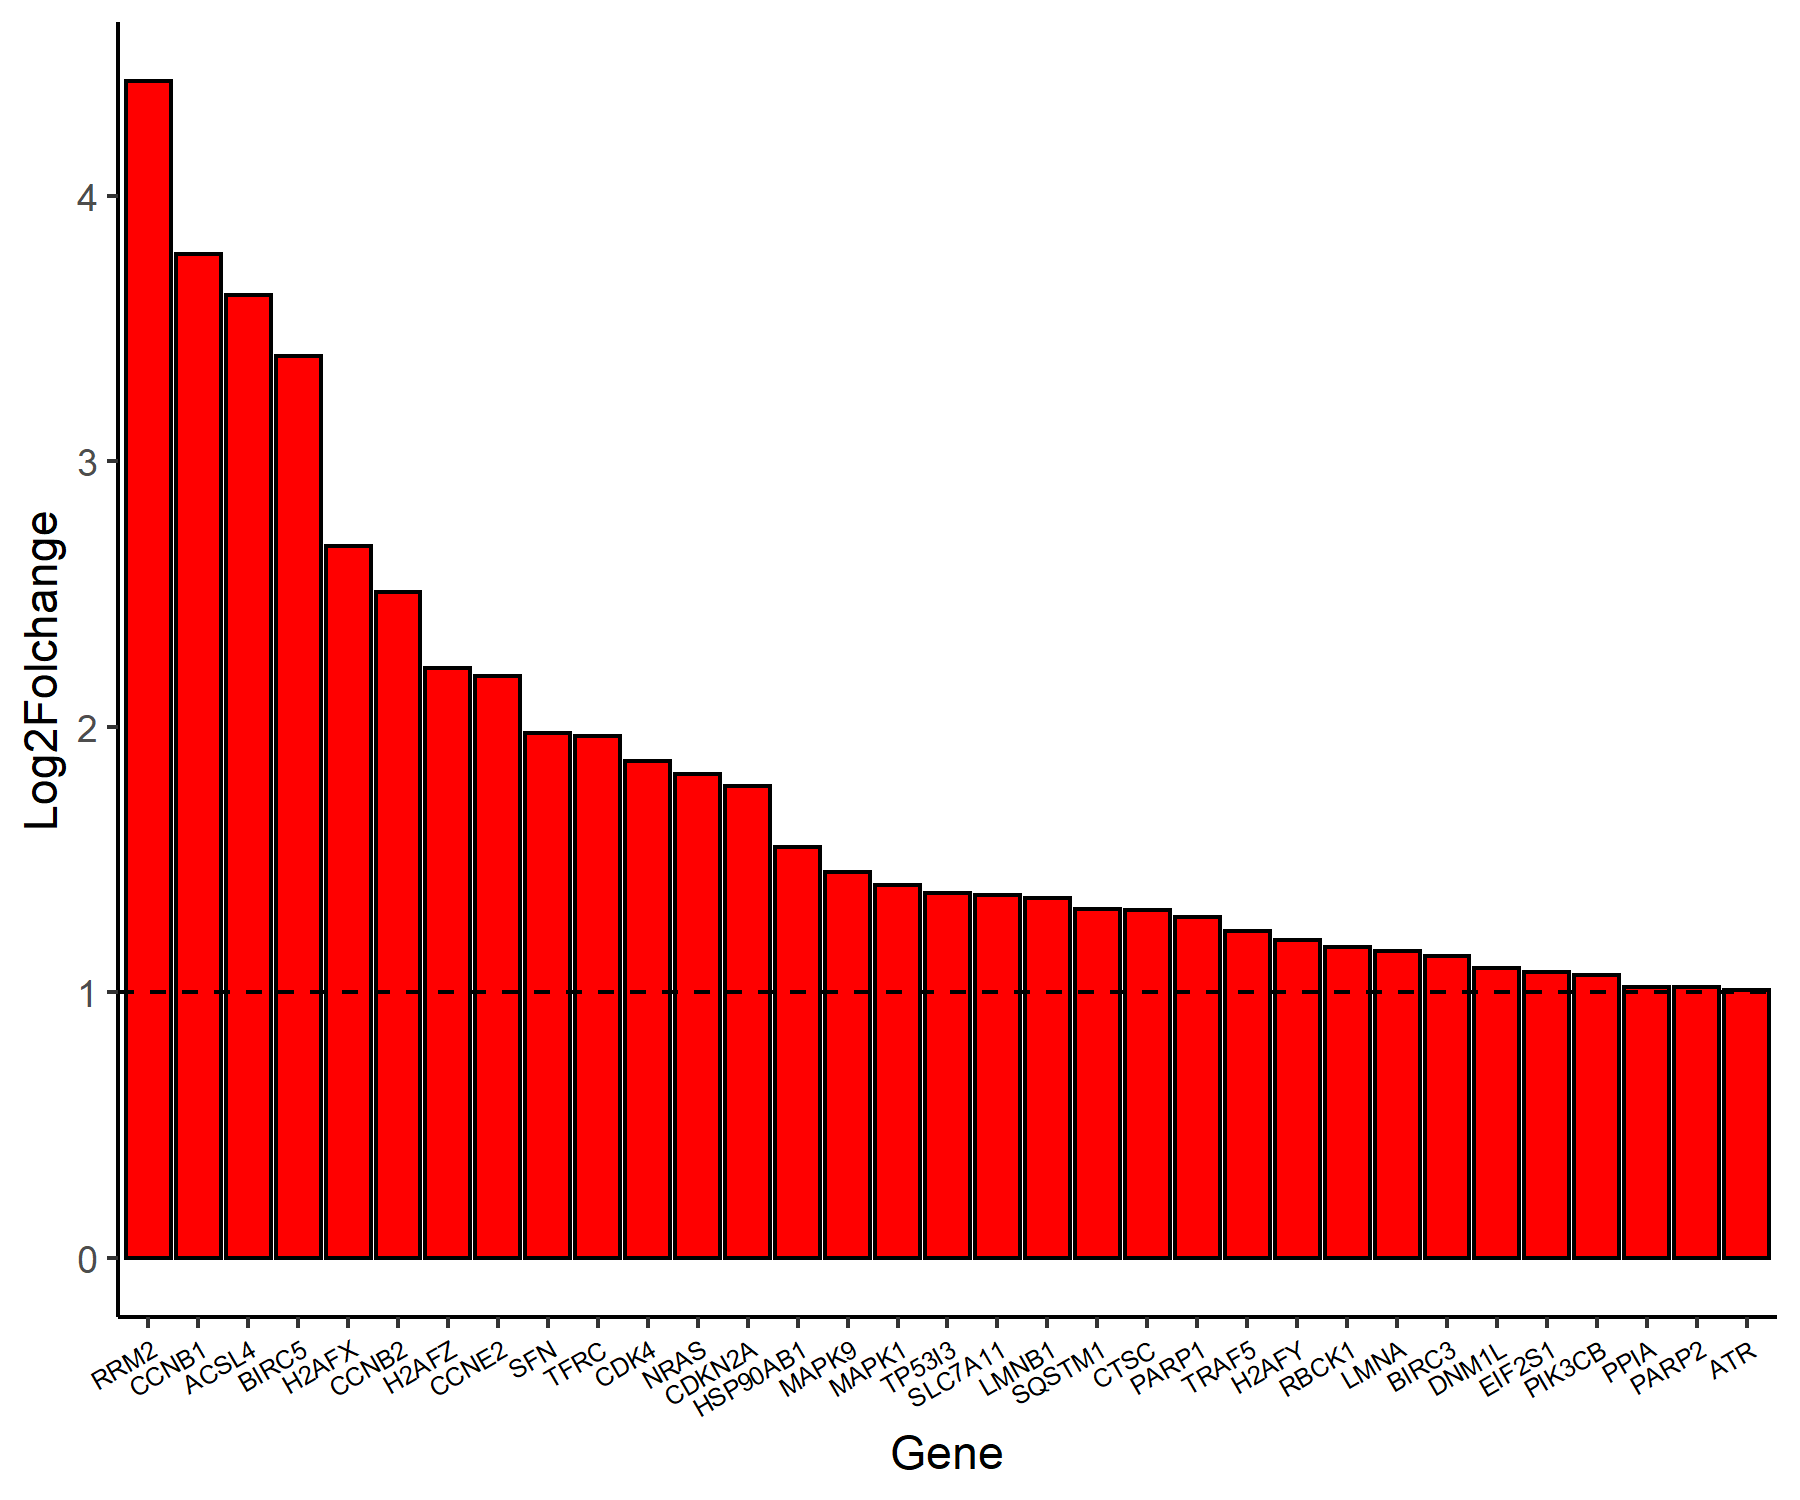 Log2Folchange
4
3
2
1
0
RRM2
CCNB1
ACSL4
BIRC5
H2AFX
CCNB2
H2AFZ
CCNE2
SFN
TFRC
CDK4
NRAS
CDKN2A
HSP90AB1
MAPK9
MAPK1
TP53I3
SLC7A11
LMNB1
SQSTM1
CTSC
PARP1
TRAF5
H2AFY
RBCK1
LMNA
BIRC3
DNM1L
EIF2S1
PIK3CB
PPIA
PARP2
ATR
Gene